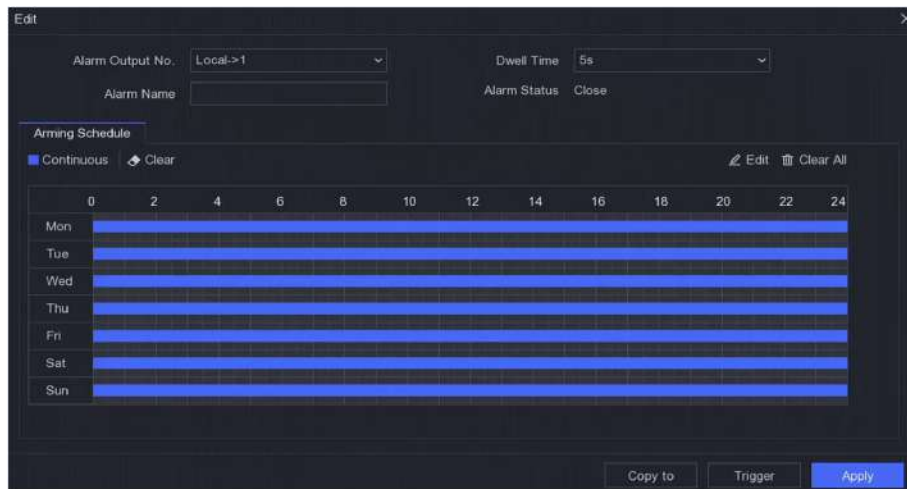 Edit
Alarm Output No. Local->1 Dwell Time 5s
Alarm Name Alarm Status Close
Arming Schedule
Continuous Clear Edit Clear All
0 2 4 6 8 10 12 14 16 18 20 22 24
Mon
Tue
Wed
Thu
Fri
Sat
Sun
Copy to Trigger Apply